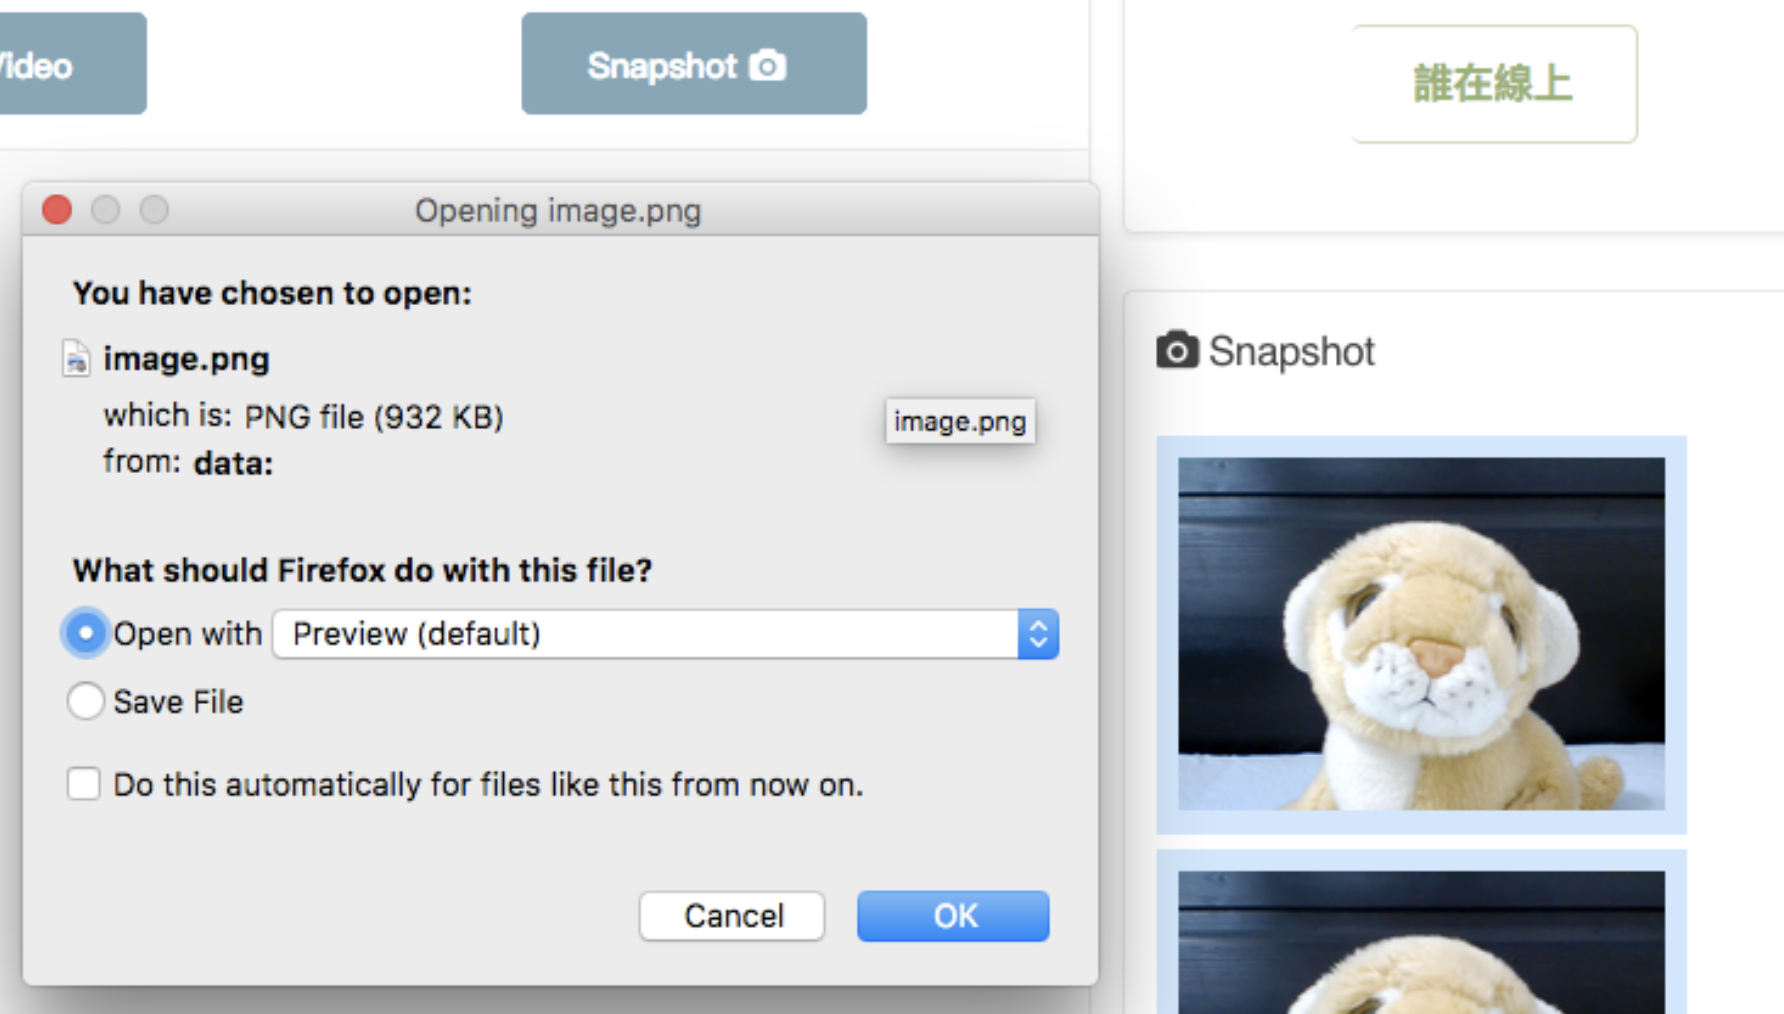 Video
Snapshot
誰在線上
Opening image.png
You have chosen to open:
image.png
which is: PNG file (932 KB)
from: data:
image.png
What should Firefox do with this file?
Open with Preview (default)
Save File
Do this automatically for files like this from now on.
Cancel OK
Snapshot